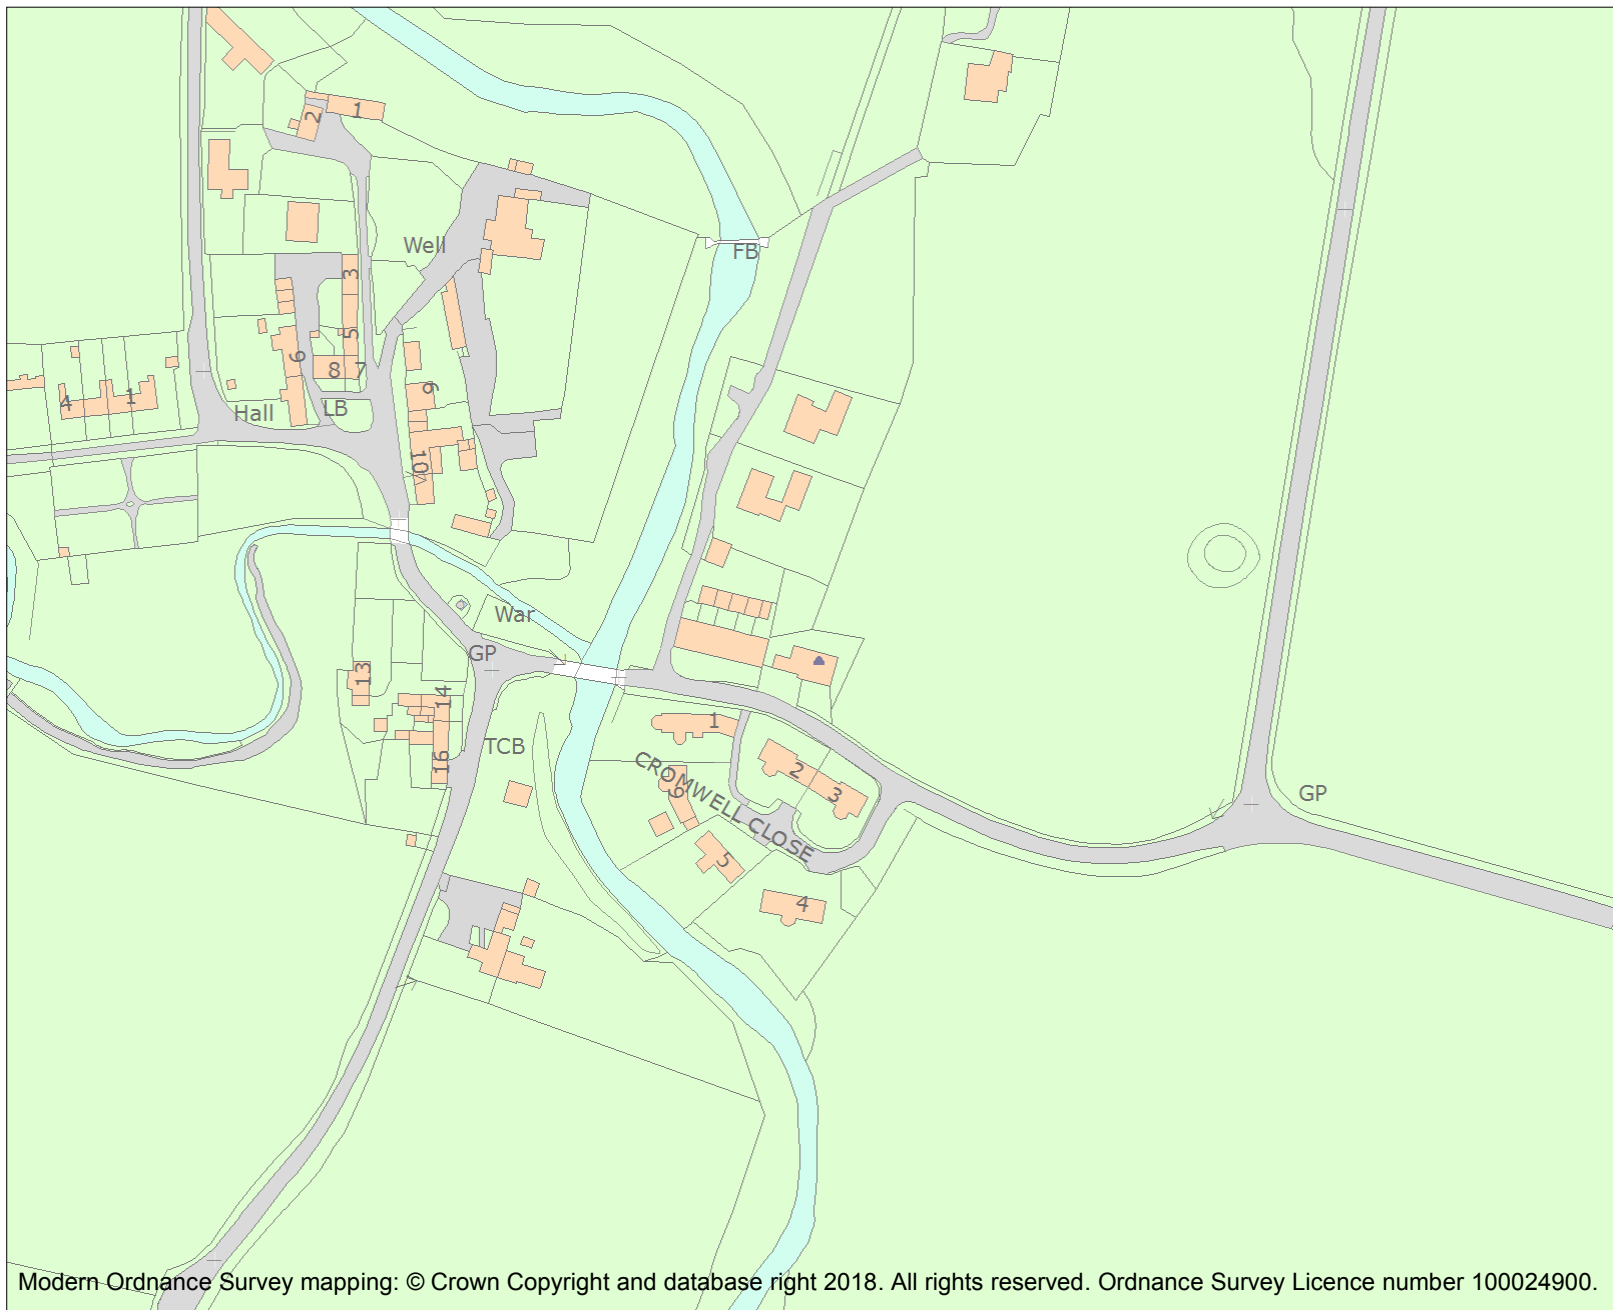 1
2
Well
FB
3
5
6
8
7
9
4
1
Hall
LB
10
War
GP
13
14
TCB
16
1
CROMWELL CLOSE
2
3
6
5
4
GP
Modern Ordnance Survey mapping: © Crown Copyright and database right 2018. All rights reserved. Ordnance Survey Licence number 100024900.